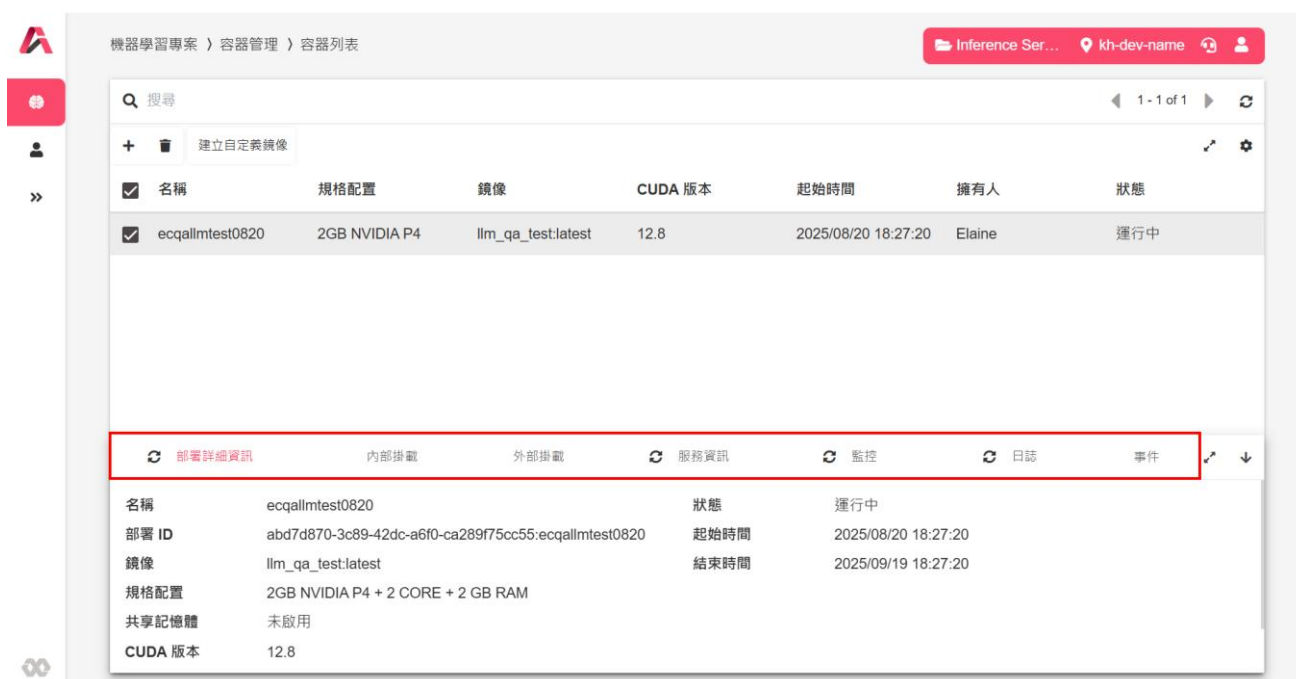 機器學習專案 〉容器管理 〉容器列表
Inference Ser... kh-dev-name
搜尋 1 - 1 of 1
建立自定義鏡像
名稱 規格配置 鏡像 CUDA 版本 起始時間 擁有人 狀態
ecqallmtest0820 2GB NVIDIA P4 llm_qa_test:latest 12.8 2025/08/20 18:27:20 Elaine 運行中
部署詳細資訊 內部掛載 外部掛載 服務資訊 監控 日誌 事件
名稱 ecqallmtest0820 狀態 運行中
部署 ID abd7d870-3c89-42dc-a6f0-ca289f75cc55:ecqallmtest0820 起始時間 2025/08/20 18:27:20
鏡像 llm_qa_test:latest 結束時間 2025/09/19 18:27:20
規格配置 2GB NVIDIA P4 + 2 CORE + 2 GB RAM
共享記憶體 未啟用
CUDA 版本 12.8